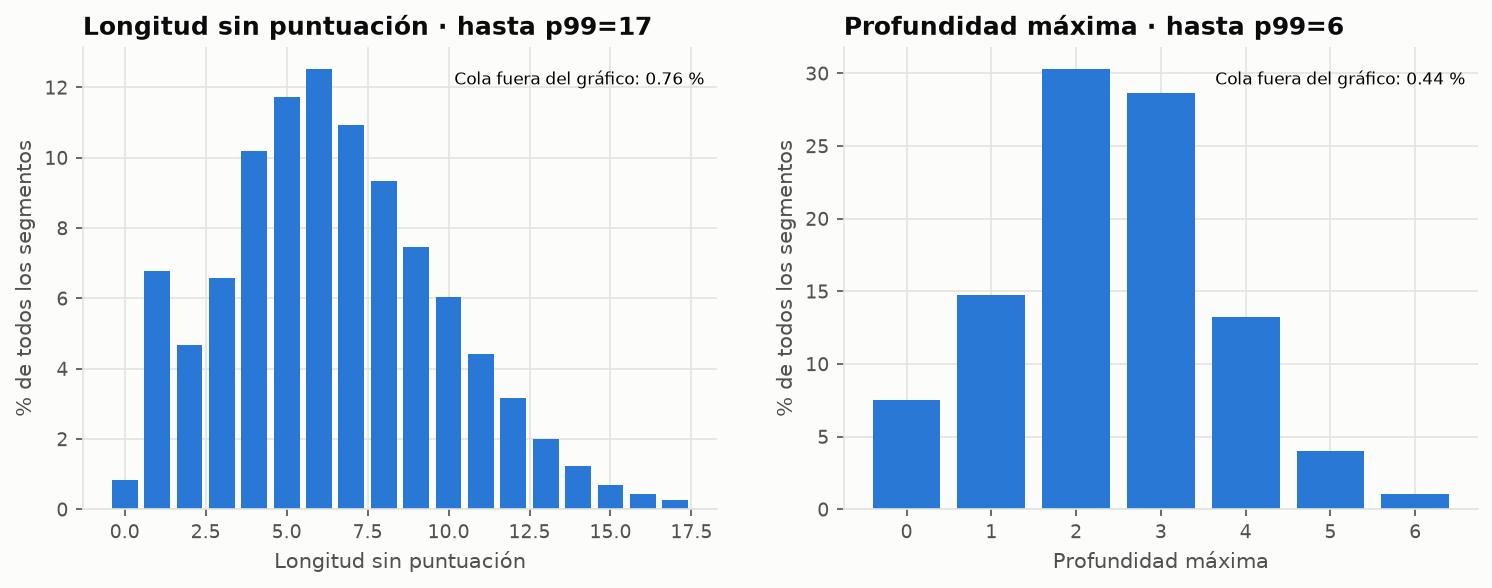 Longitud sin puntuación · hasta p99=17
Cola fuera del gráfico: 0.76 %
% de todos los segmentos
12
10
8
6
4
2
0
0.0 2.5 5.0 7.5 10.0 12.5 15.0 17.5
Longitud sin puntuación
Profundidad máxima · hasta p99=6
Cola fuera del gráfico: 0.44 %
% de todos los segmentos
30
25
20
15
10
5
0
0 1 2 3 4 5 6
Profundidad máxima